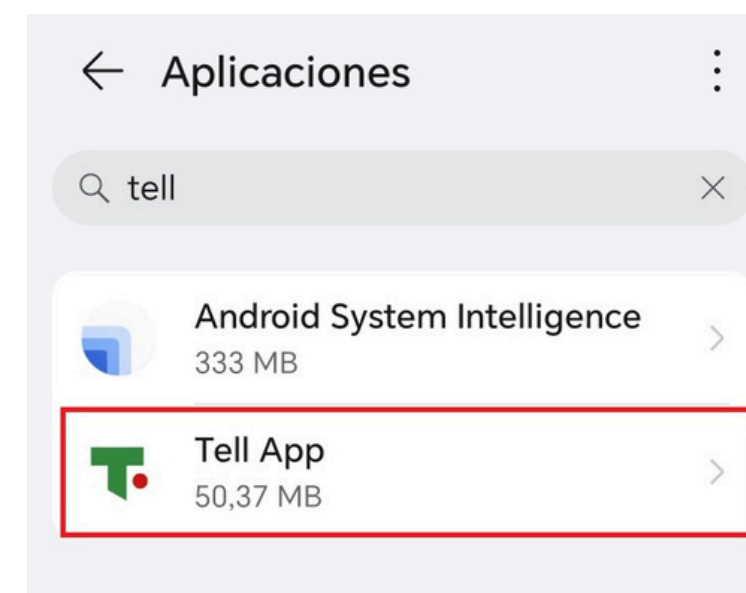 Aplicaciones
tell
Android System Intelligence
333 MB
Tell App
50,37 MB